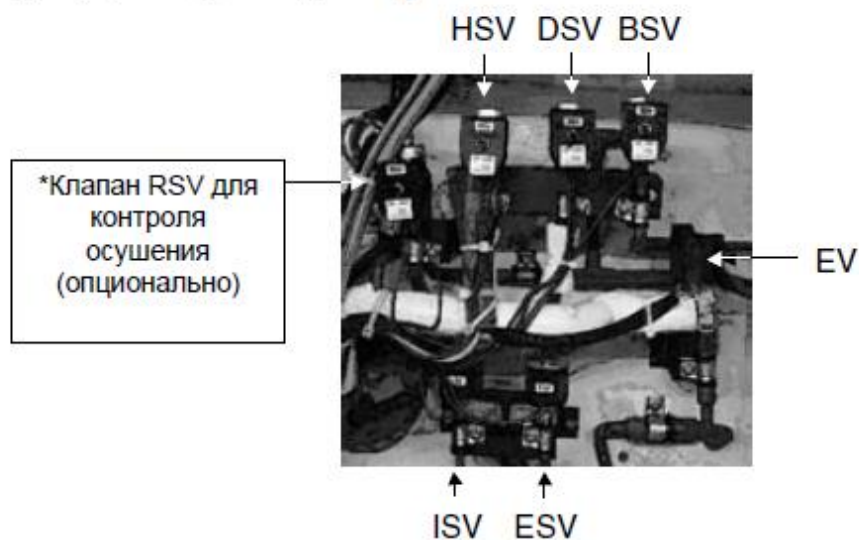 HSV DSV BSV
*Клапан RSV для
контроля
осушения
(опционально)
EV
ISV ESV